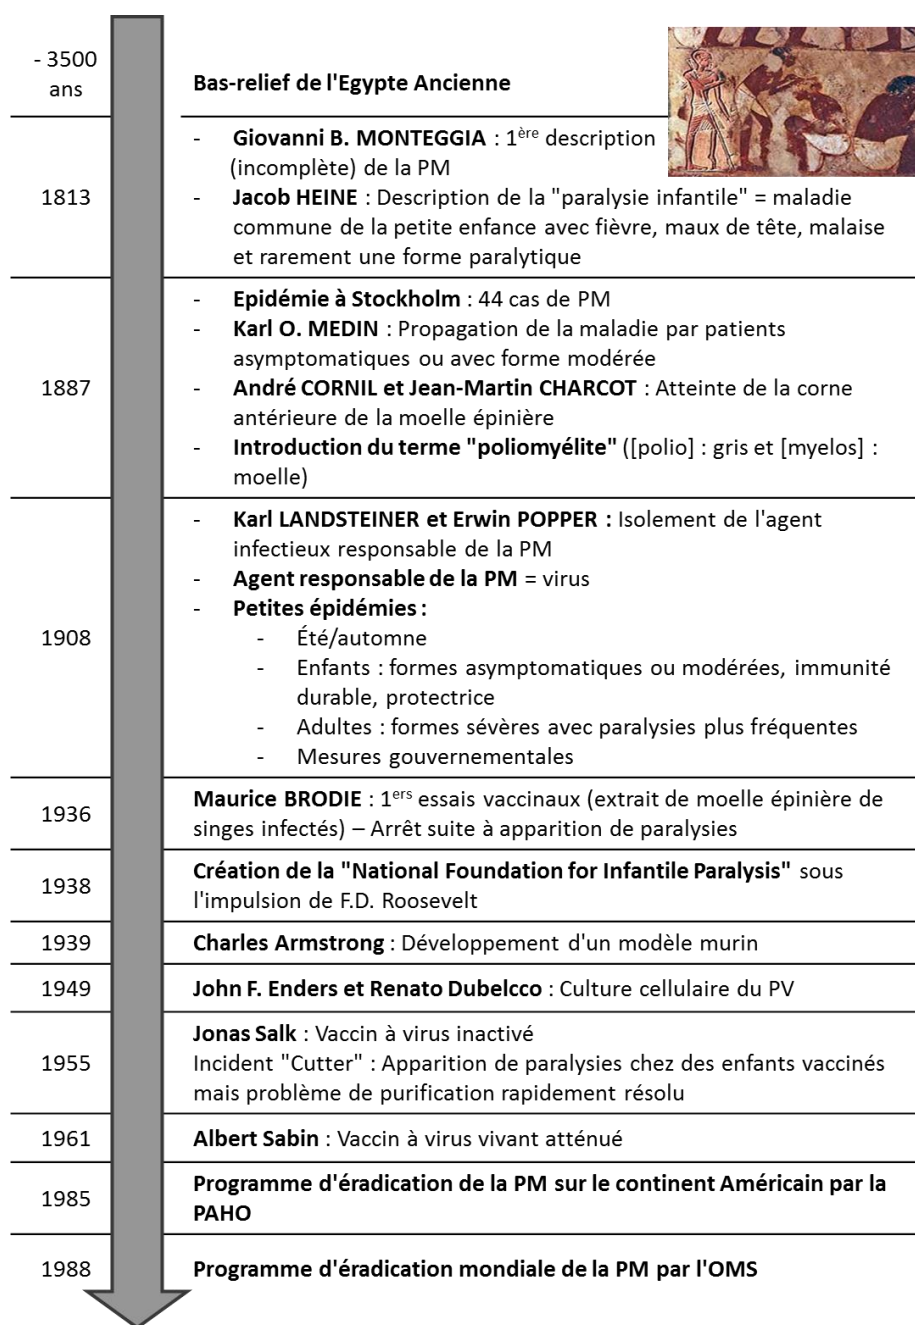 - 3500
ans
Bas-relief de l'Egypte Ancienne
1813
- Giovanni B. MONTEGGIA : 1ère description
(incomplète) de la PM
- Jacob HEINE : Description de la "paralysie infantile" = maladie
commune de la petite enfance avec fièvre, maux de tête, malaise
et rarement une forme paralytique
1887
- Epidémie à Stockholm : 44 cas de PM
- Karl O. MEDIN : Propagation de la maladie par patients
asymptomatiques ou avec forme modérée
- André CORNIL et Jean-Martin CHARCOT : Atteinte de la corne
antérieure de la moelle épinière
- Introduction du terme "poliomyélite" ([polio] : gris et [myelos] :
moelle)
1908
- Karl LANDSTEINER et Erwin POPPER : Isolement de l'agent
infectieux responsable de la PM
- Agent responsable de la PM = virus
- Petites épidémies :
- Été/automne
- Enfants : formes asymptomatiques ou modérées, immunité
durable, protectrice
- Adultes : formes sévères avec paralysies plus fréquentes
- Mesures gouvernementales
1936
Maurice BRODIE : 1ers essais vaccinaux (extrait de moelle épinière de
singes infectés) – Arrêt suite à apparition de paralysies
1938
Création de la "National Foundation for Infantile Paralysis" sous
l'impulsion de F.D. Roosevelt
1939
Charles Armstrong : Développement d'un modèle murin
1949
John F. Enders et Renato Dubelcco : Culture cellulaire du PV
1955
Jonas Salk : Vaccin à virus inactivé
Incident "Cutter" : Apparition de paralysies chez des enfants vaccinés
mais problème de purification rapidement résolu
1961
Albert Sabin : Vaccin à virus vivant atténué
1985
Programme d'éradication de la PM sur le continent Américain par la
PAHO
1988
Programme d'éradication mondiale de la PM par l'OMS